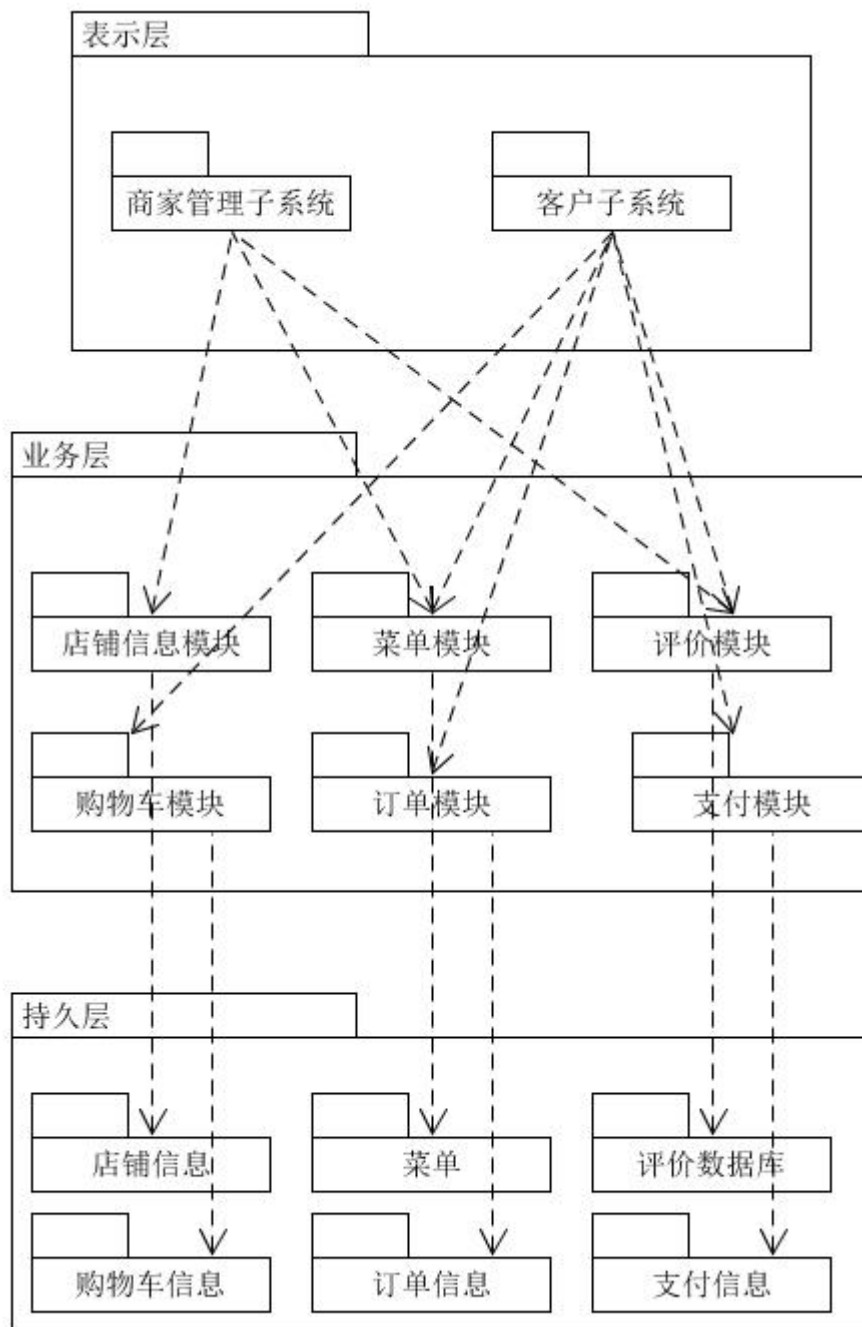 表示层
商家管理子系统
客户子系统
业务层
店铺信息模块
菜单模块
评价模块
购物车模块
订单模块
支付模块
持久层
店铺信息
菜单
评价数据库
购物车信息
订单信息
支付信息